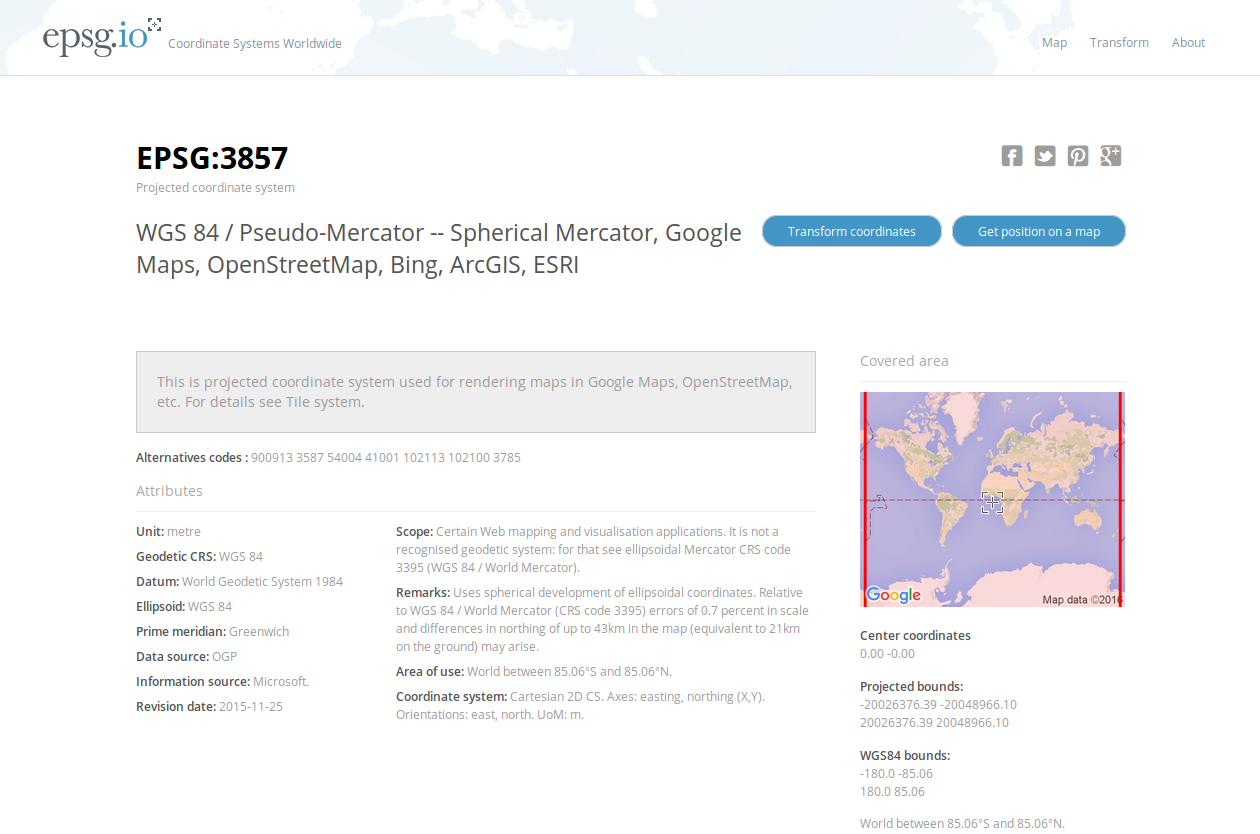 epsg.io Coordinate Systems Worldwide
Map Transform About
EPSG:3857
Projected coordinate system
WGS 84 / Pseudo-Mercator -- Spherical Mercator, Google
Maps, OpenStreetMap, Bing, ArcGIS, ESRI
Transform coordinates
Get position on a map
This is projected coordinate system used for rendering maps in Google Maps, OpenStreetMap,
etc. For details see Tile system.
Alternatives codes : 900913 3587 54004 41001 102113 102100 3785
Attributes
Unit: metre
Geodetic CRS: WGS 84
Datum: World Geodetic System 1984
Ellipsoid: WGS 84
Prime meridian: Greenwich
Data source: OGP
Information source: Microsoft.
Revision date: 2015-11-25
Scope: Certain Web mapping and visualisation applications. It is not a
recognised geodetic system: for that see ellipsoidal Mercator CRS code
3395 (WGS 84 / World Mercator).
Remarks: Uses spherical development of ellipsoidal coordinates. Relative
to WGS 84 / World Mercator (CRS code 3395) errors of 0.7 percent in scale
and differences in northing of up to 43km in the map (equivalent to 21km
on the ground) may arise.
Area of use: World between 85.06°S and 85.06°N.
Coordinate system: Cartesian 2D CS. Axes: easting, northing (X,Y).
Orientations: east, north. UoM: m.
Covered area
Google
Map data ©2016
Center coordinates
0.00 -0.00
Projected bounds:
-20026376.39 -20048966.10
20026376.39 20048966.10
WGS84 bounds:
-180.0 -85.06
180.0 85.06
World between 85.06°S and 85.06°N.